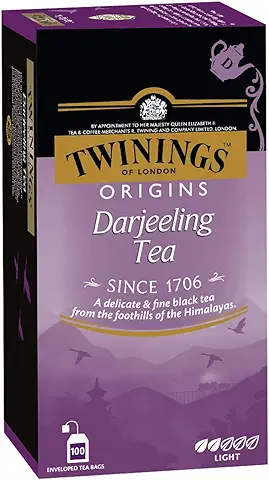 BY APPOINTMENT TO HER MAJESTY QUEEN ELIZABETH II
TEA & COFFEE MERCHANTS R. TWINING AND COMPANY LIMITED, LONDON.
TWININGS™
OF LONDON
ORIGINS
Darjeeling
Tea
SINCE 1706
A delicate & fine black tea
from the foothills of the Himalayas.
100
ENVELOPED TEA BAGS
LIGHT
D
TWININGS